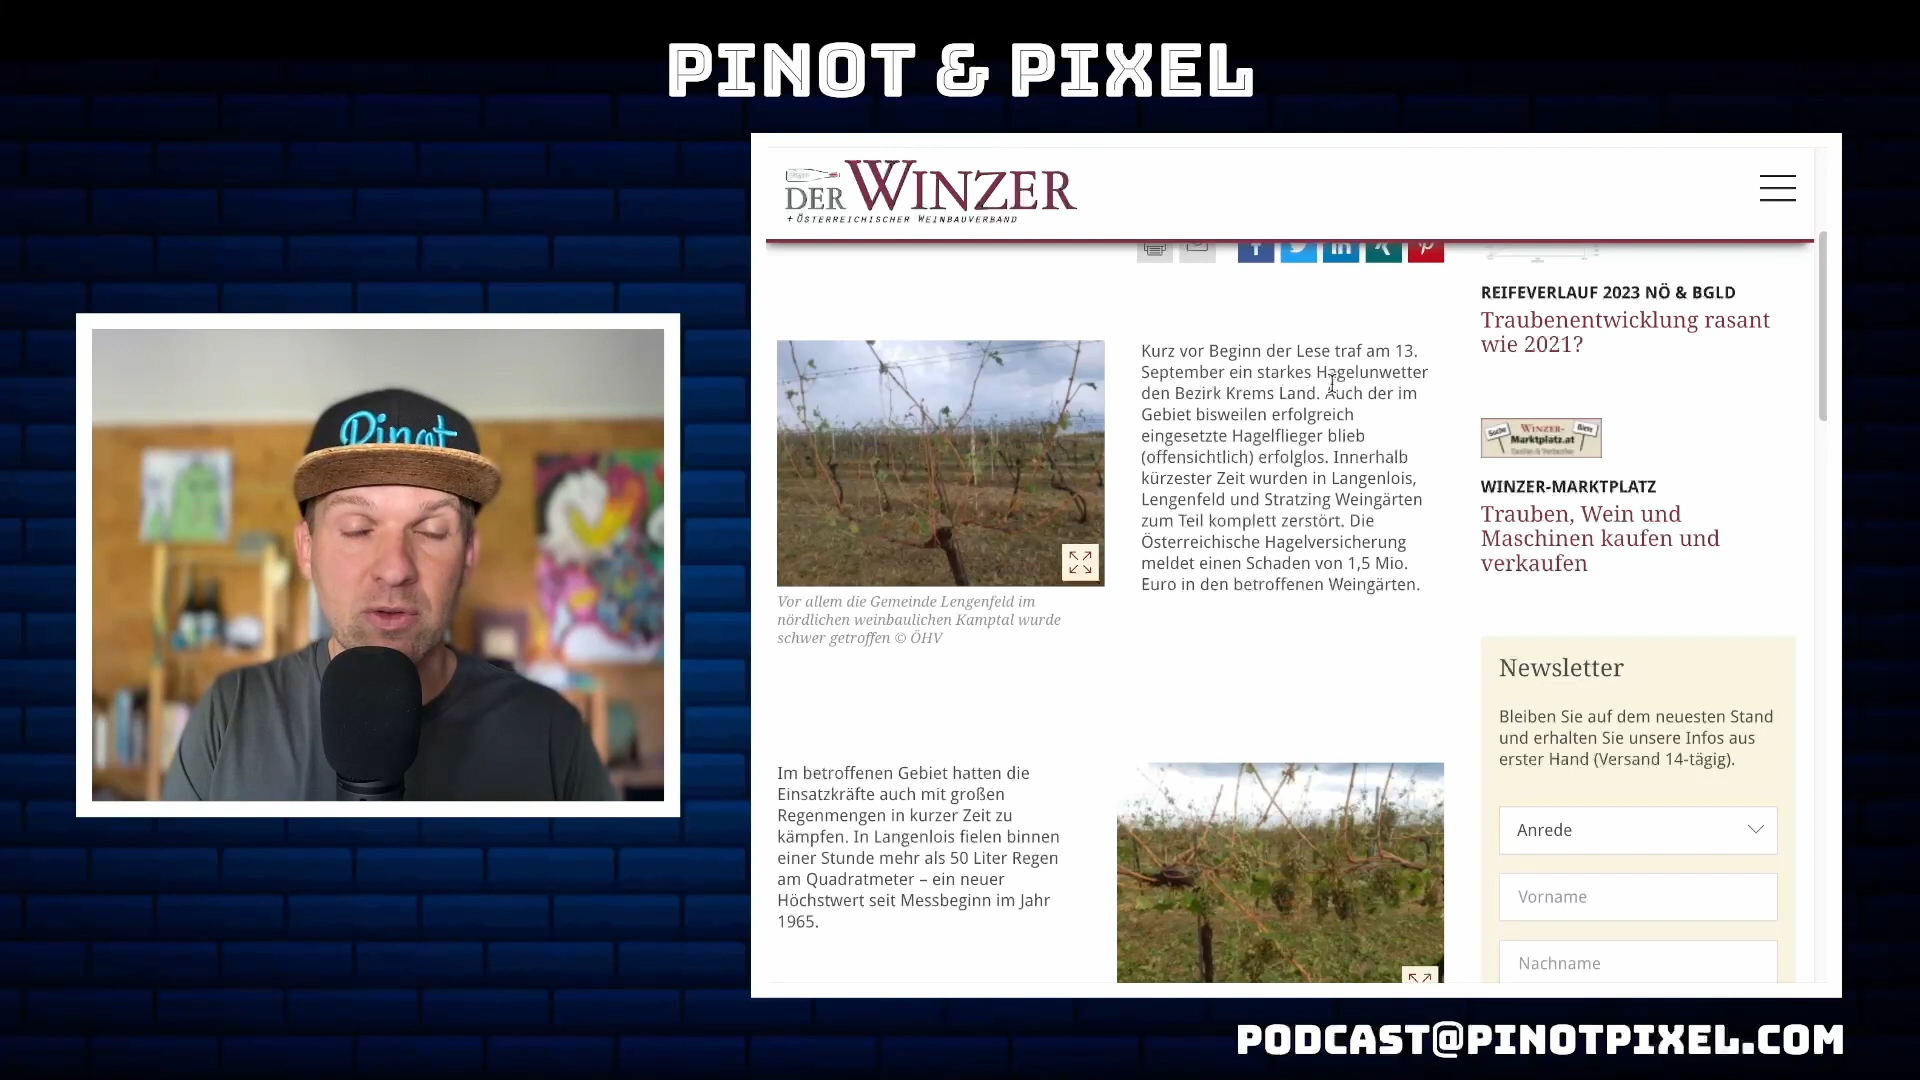 PINOT & PIXEL
Pinot
DER WINZER
+ ÖSTERREICHISCHER WEINBAUVERBAND
Kurz vor Beginn der Lese traf am 13.
September ein starkes Hagelunwetter
den Bezirk Krems Land. Auch der im
Gebiet bisweilen erfolgreich
eingesetzte Hagelflieger blieb
(offensichtlich) erfolglos. Innerhalb
kürzester Zeit wurden in Langenlois,
Lengenfeld und Stratzing Weingärten
zum Teil komplett zerstört. Die
Österreichische Hagelversicherung
meldet einen Schaden von 1,5 Mio.
Euro in den betroffenen Weingärten.
Vor allem die Gemeinde Lengenfeld im
nördlichen weinbaulichen Kamptal wurde
schwer getroffen © ÖHV
Im betroffenen Gebiet hatten die
Einsatzkräfte auch mit großen
Regenmengen in kurzer Zeit zu
kämpfen. In Langenlois fielen binnen
einer Stunde mehr als 50 Liter Regen
am Quadratmeter – ein neuer
Höchstwert seit Messbeginn im Jahr
1965.
REIFEVERLAUF 2023 NÖ & BGLD
Traubenentwicklung rasant
wie 2021?
Suche
WINZER-
Biete
Marktplatz.at
Kaufen & Verkaufen
WINZER-MARKTPLATZ
Trauben, Wein und
Maschinen kaufen und
verkaufen
Newsletter
Bleiben Sie auf dem neuesten Stand
und erhalten Sie unsere Infos aus
erster Hand (Versand 14-tägig).
Anrede
Vorname
Nachname
PODCAST@PINOTPIXEL.COM